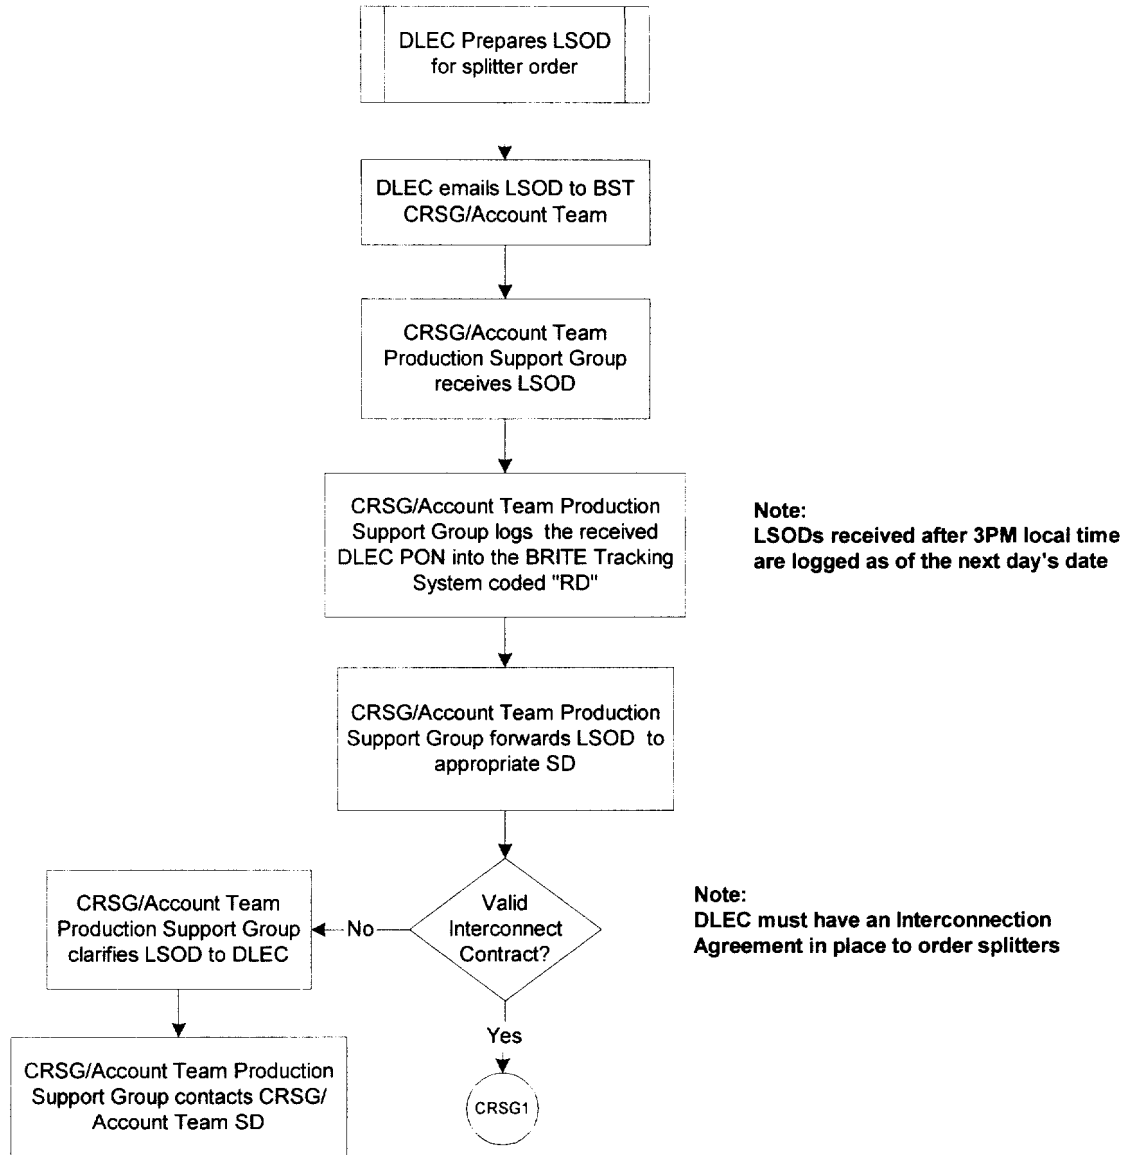 DLEC Prepares LSOD
for splitter order
DLEC emails LSOD to BST
CRSG/Account Team
CRSG/Account Team
Production Support Group
receives LSOD
CRSG/Account Team Production
Support Group logs the received
DLEC PON into the BRITE Tracking
System coded "RD"
Note:
LSODs received after 3PM local time
are logged as of the next day's date
CRSG/Account Team Production
Support Group forwards LSOD to
appropriate SD
Valid
Interconnect
Contract?
No
CRSG/Account Team
Production Support Group
clarifies LSOD to DLEC
Note:
DLEC must have an Interconnection
Agreement in place to order splitters
Yes
CRSG/Account Team Production
Support Group contacts CRSG/
Account Team SD
CRSG1